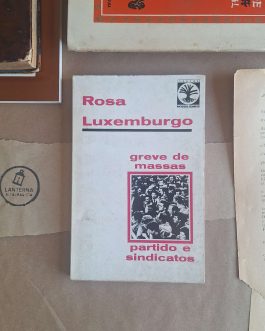 Rosa
Luxemburgo
greve de
massas
partido e
sindicatos
LANTERNA